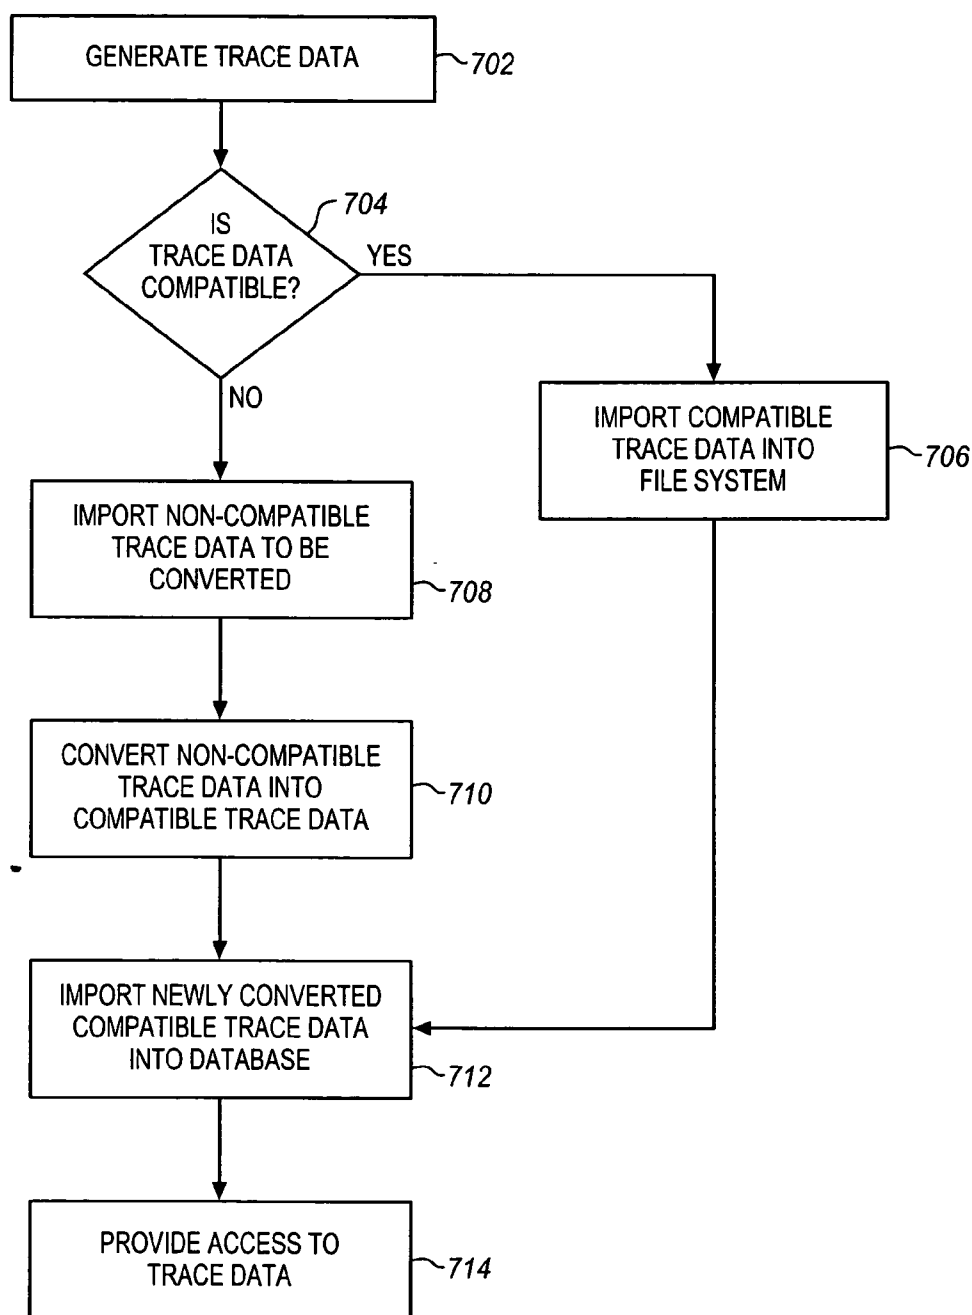 GENERATE TRACE DATA
702
IS
TRACE DATA
COMPATIBLE?
704
YES
NO
IMPORT COMPATIBLE
TRACE DATA INTO
FILE SYSTEM
706
IMPORT NON-COMPATIBLE
TRACE DATA TO BE
CONVERTED
708
CONVERT NON-COMPATIBLE
TRACE DATA INTO
COMPATIBLE TRACE DATA
710
IMPORT NEWLY CONVERTED
COMPATIBLE TRACE DATA
INTO DATABASE
712
PROVIDE ACCESS TO
TRACE DATA
714